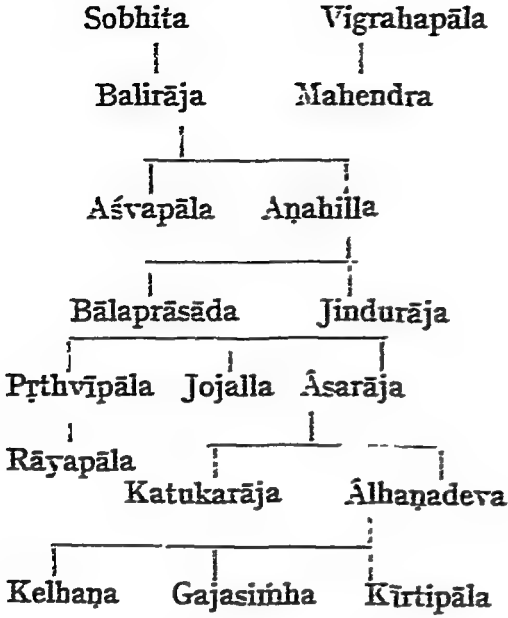 Sobhita Vigrahapāla
Balirāja Mahendra
Aśvapāla Aṇahilla
Bālaprāsāda Jindurāja
Pṛthvīpāla Jojalla Âsarāja
Rāyapāla
Katukarāja Âlhaṇadeva
Kelhaṇa Gajasiṁha Kīrtipāla